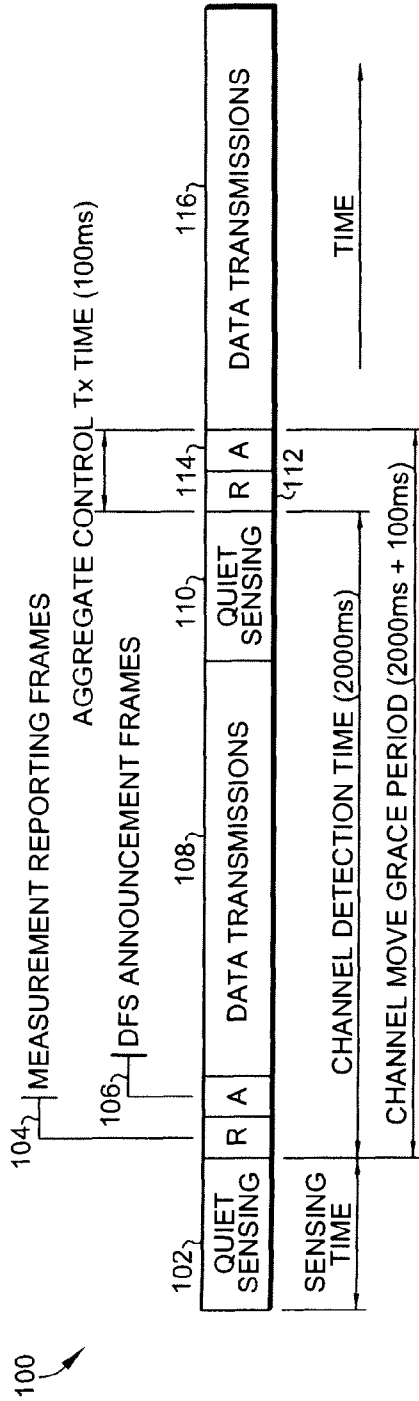 100
104
MEASUREMENT REPORTING FRAMES
AGGREGATE CONTROL Tx TIME (100ms)
106
DFS ANNOUNCEMENT FRAMES
102
108
110
114
116
QUIET
SENSING
R
A
DATA TRANSMISSIONS
QUIET
SENSING
R
A
DATA TRANSMISSIONS
112
SENSING
TIME
CHANNEL DETECTION TIME (2000ms)
CHANNEL MOVE GRACE PERIOD (2000ms + 100ms)
TIME